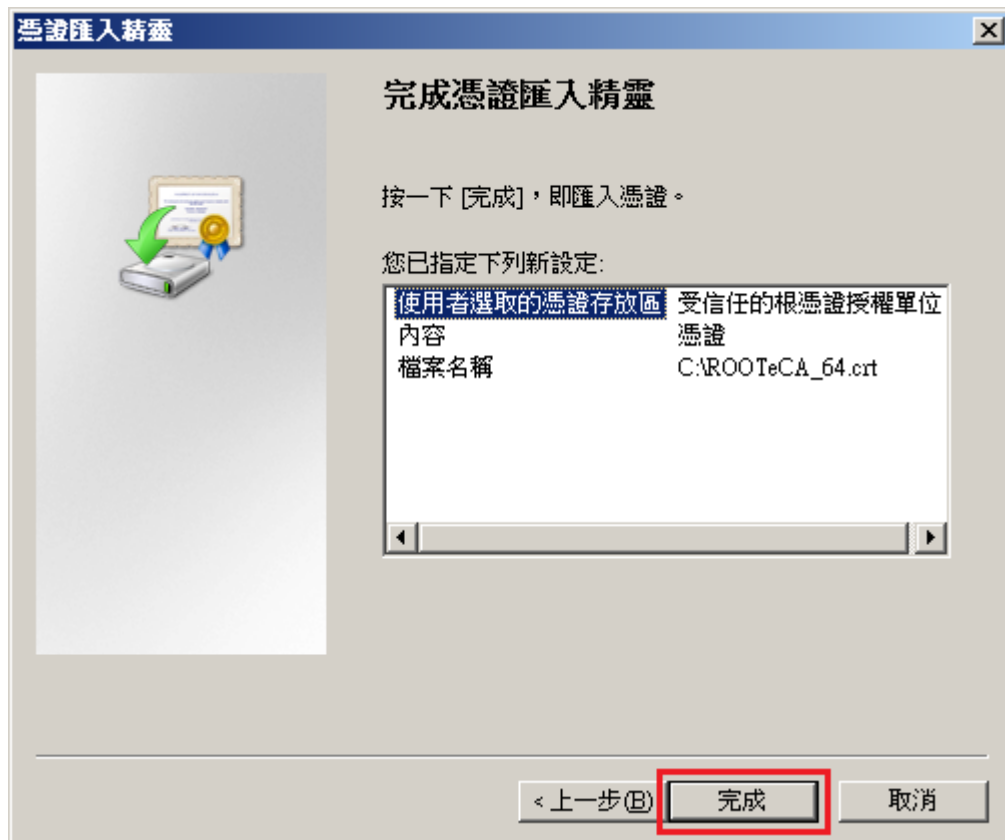 憑證匯入精靈
完成憑證匯入精靈
按一下 [完成]，即匯入憑證。
您已指定下列新設定:
使用者選取的憑證存放區 受信任的根憑證授權單位
內容 憑證
檔案名稱 C:\ROOTeCA_64.crt
< 上一步(B) 完成 取消